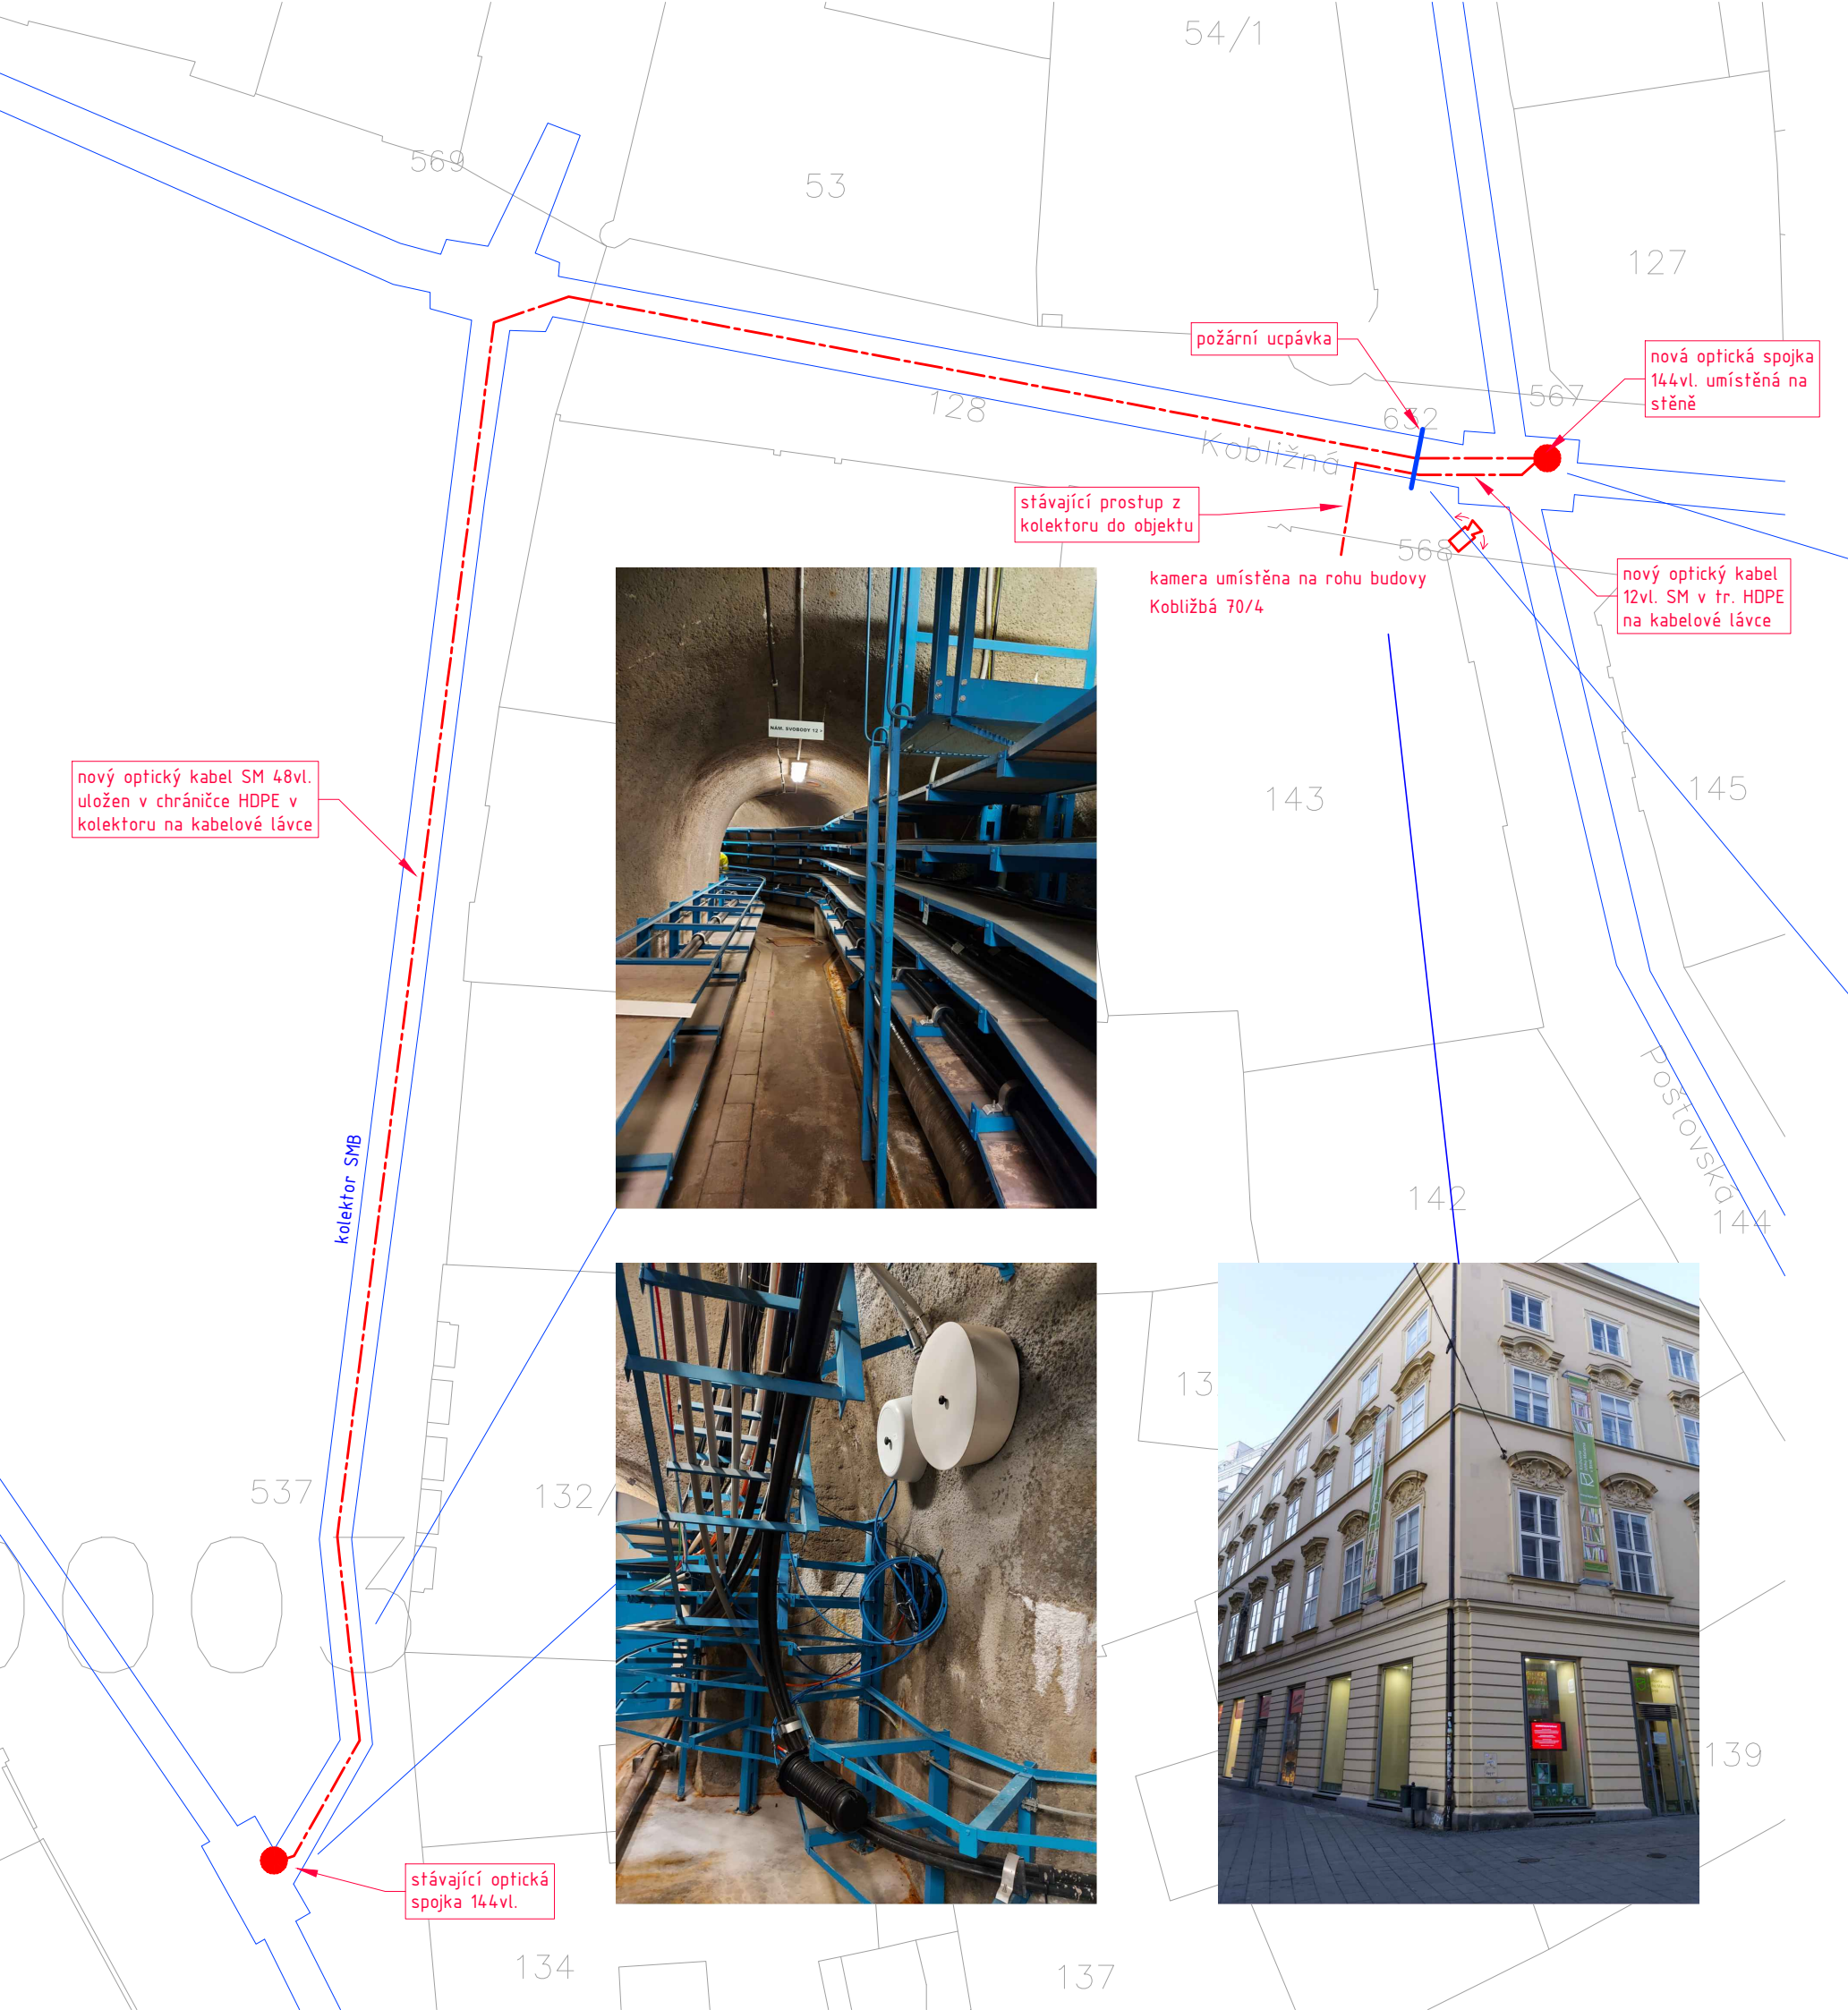 54/1
569
53
127
požární ucpávka
nová optická spojka
144vl. umístěná na
stěně
567
128
632
Kobližná
stávající prostup z
kolektoru do objektu
568
kamera umístěna na rohu budovy
Kobližbá 70/4
nový optický kabel
12vl. SM v tr. HDPE
na kabelové lávce
NÁM. SVOBODY 12
nový optický kabel SM 48vl.
uložen v chráničce HDPE v
kolektoru na kabelové lávce
143
145
Poštovská
kolektor SMB
142
144
13
537
132/
139
stávající optická
spojka 144vl.
134
137